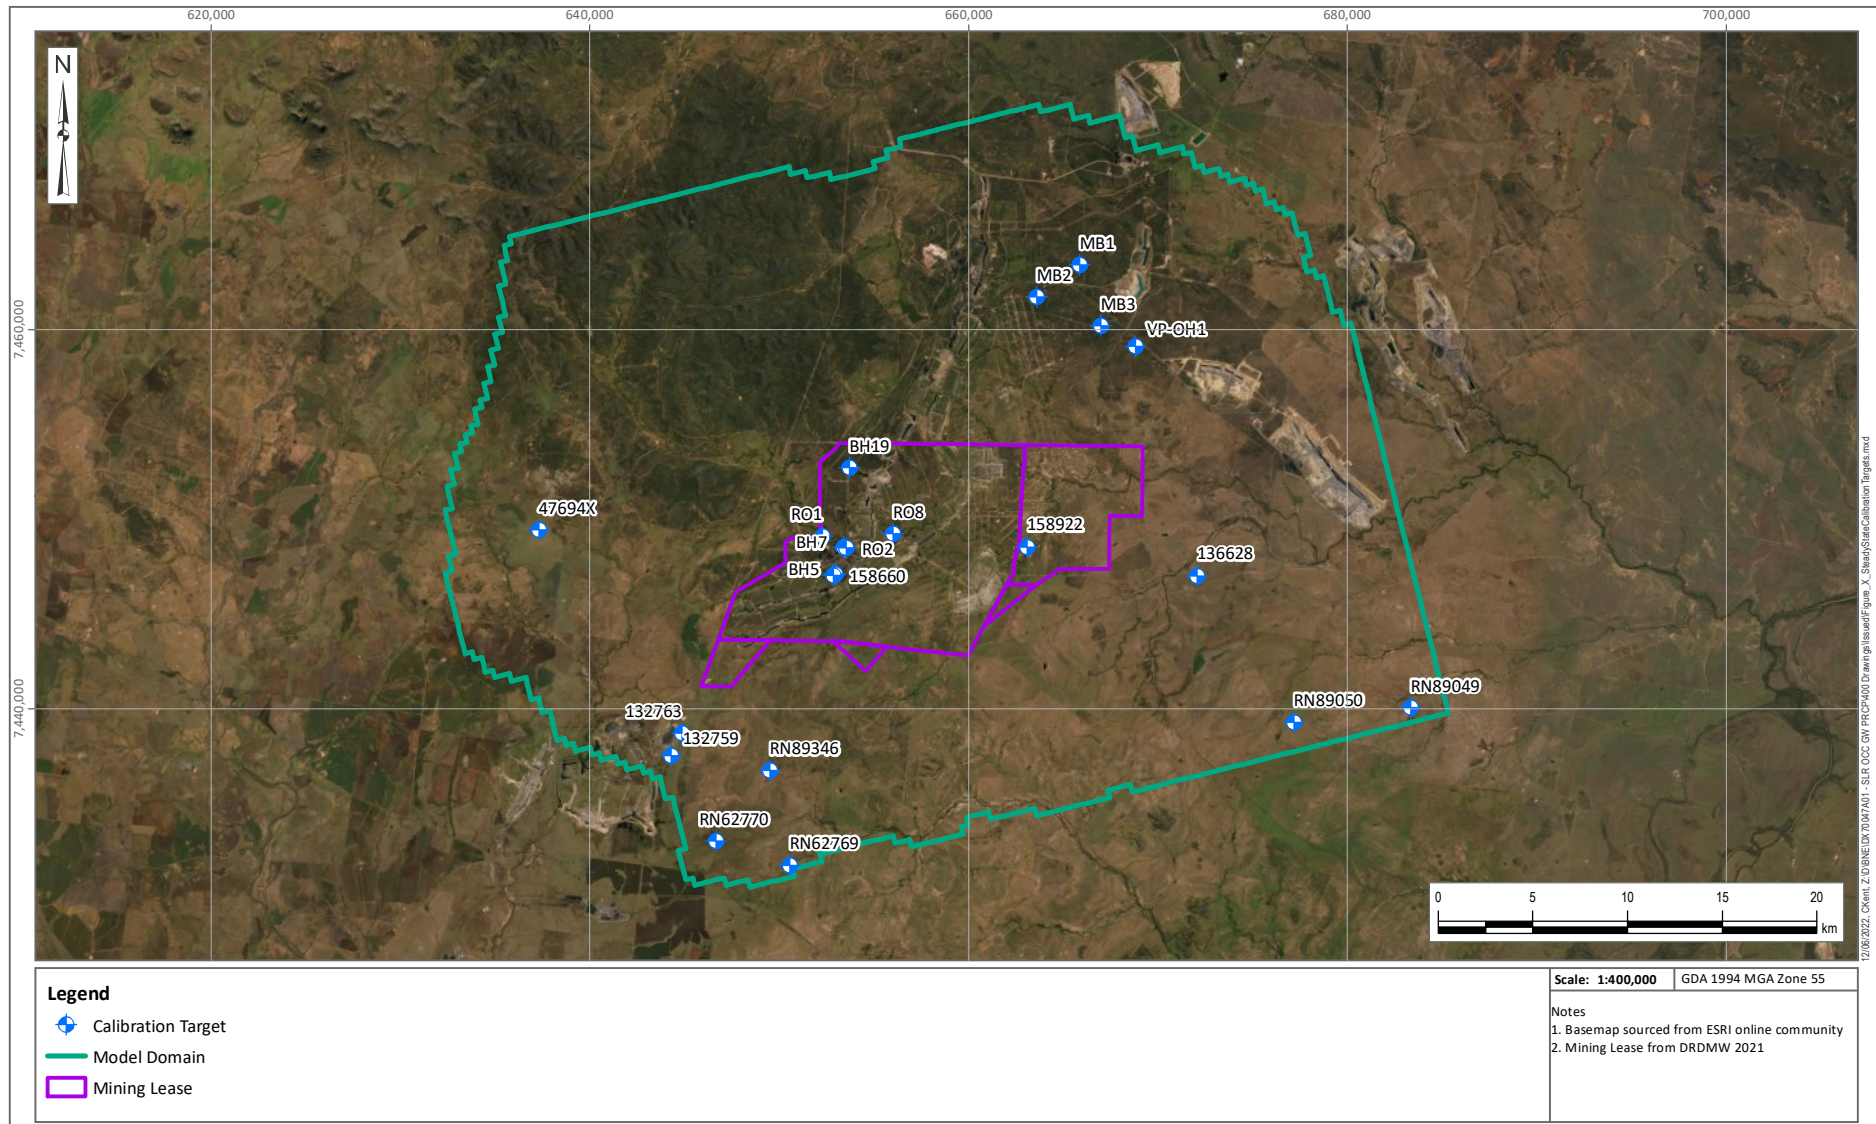 620,000
640,000
660,000
680,000
700,000
N
7,460,000
7,440,000
MB1
MB2
MB3
VP-OH1
BH19
47694X
RO1
RO8
BH7
RO2
158922
BH5
158660
136628
RN89050
RN89049
132763
132759
RN89346
RN62770
RN62769
0 5 10 15 20
km
Legend
Calibration Target
Model Domain
Mining Lease
Scale: 1:400,000
GDA 1994 MGA Zone 55
Notes
1. Basemap sourced from ESRI online community
2. Mining Lease from DRDMW 2021